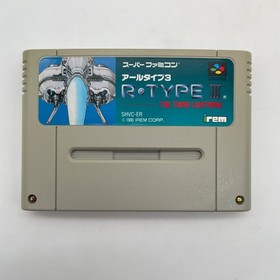 スーパーファミコン
アールタイプ3
R・TYPE III
THE THIRD LIGHTNING
SHVC-ER
© 1993 IREM CORP.
irem